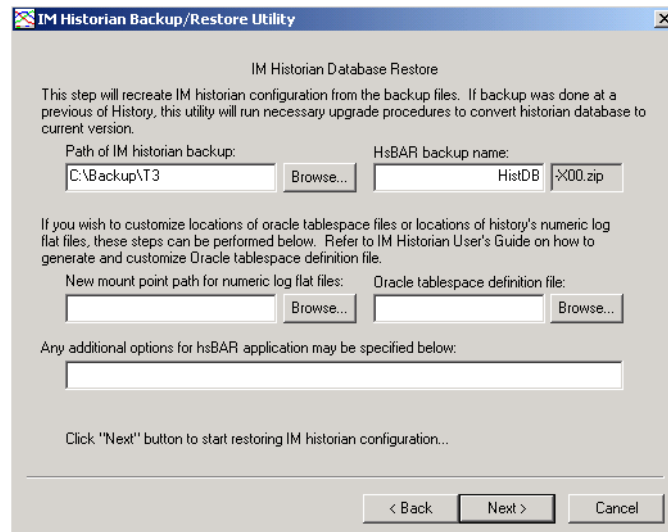 IM Historian Backup/Restore Utility
IM Historian Database Restore
This step will recreate IM historian configuration from the backup files. If backup was done at a
previous of History, this utility will run necessary upgrade procedures to convert historian database to
current version.
Path of IM historian backup: HsBAR backup name:
C:\Backup\T3 Browse... HistDB -X00.zip
If you wish to customize locations of oracle tablespace files or locations of history's numeric log
flat files, these steps can be performed below. Refer to IM Historian User's Guide on how to
generate and customize Oracle tablespace definition file.
New mount point path for numeric log flat files: Oracle tablespace definition file:
Browse... Browse...
Any additional options for hsBAR application may be specified below:
Click "Next" button to start restoring IM historian configuration...
< Back Next > Cancel